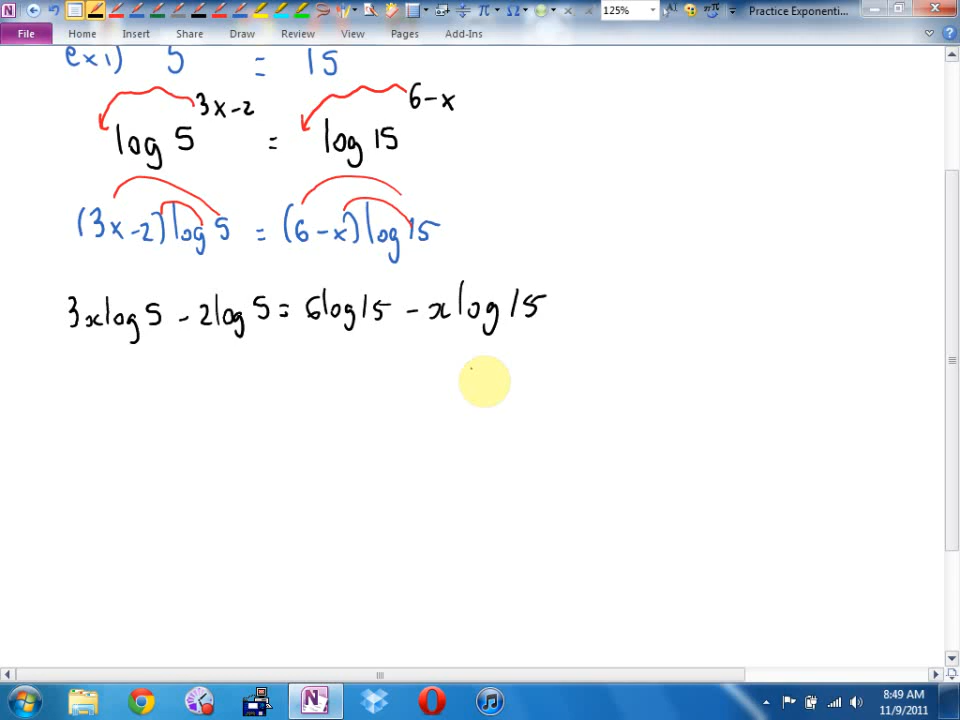 125%
Practice Exponenti...
File Home Insert Share Draw Review View Pages Add-Ins
ex1) 5 = 15
log 5^{3x-2} = log 15^{6-x}
(3x-2)log 5 = (6-x)log 15
3xlog 5 - 2log 5 = 6log 15 - xlog 15
8:49 AM
11/9/2011